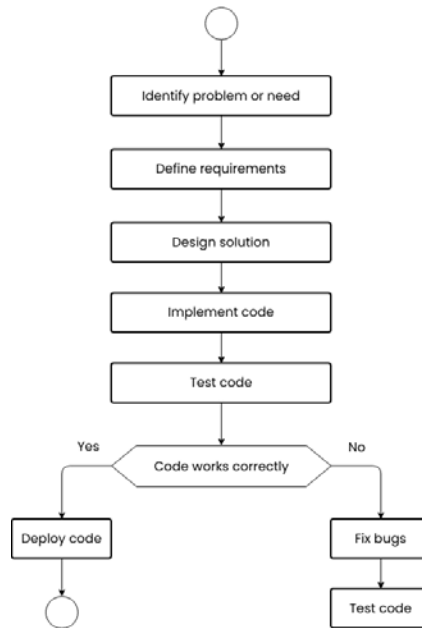 Identify problem or need
Define requirements
Design solution
Implement code
Test code
Yes
No
Code works correctly
Deploy code
Fix bugs
Test code